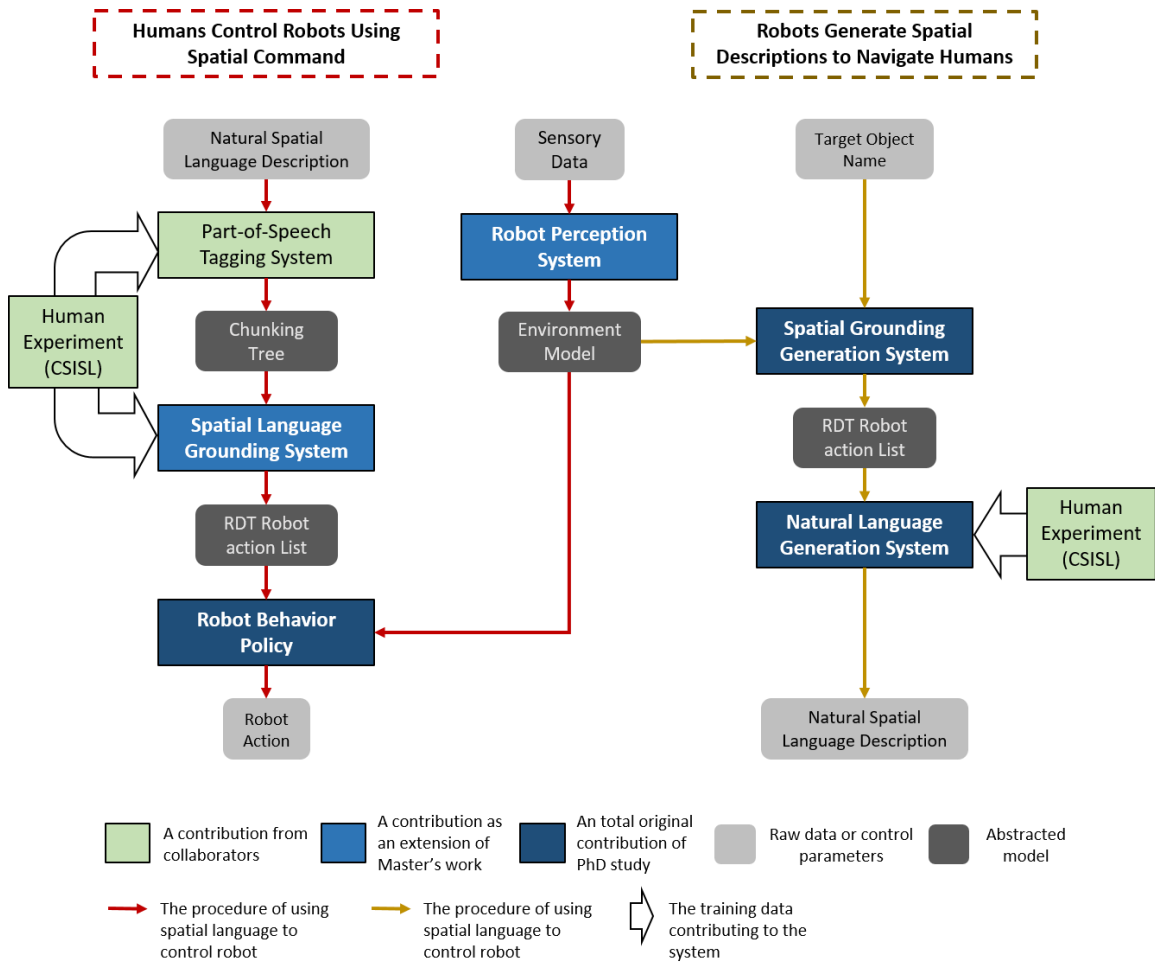 Humans Control Robots Using
Spatial Command
Robots Generate Spatial
Descriptions to Navigate Humans
Natural Spatial
Language Description
Sensory
Data
Target Object
Name
Part-of-Speech
Tagging System
Robot Perception
System
Human
Experiment
(CSISL)
Chunking
Tree
Environment
Model
Spatial Grounding
Generation System
Spatial Language
Grounding System
RDT Robot
action List
RDT Robot
action List
Natural Language
Generation System
Human
Experiment
(CSISL)
Robot Behavior
Policy
Robot
Action
Natural Spatial
Language Description
A contribution from
collaborators
A contribution as
an extension of
Master's work
An total original
contribution of
PhD study
Raw data or control
parameters
Abstracted
model
The procedure of using
spatial language to
control robot
The procedure of using
spatial language to
control robot
The training data
contributing to the
system